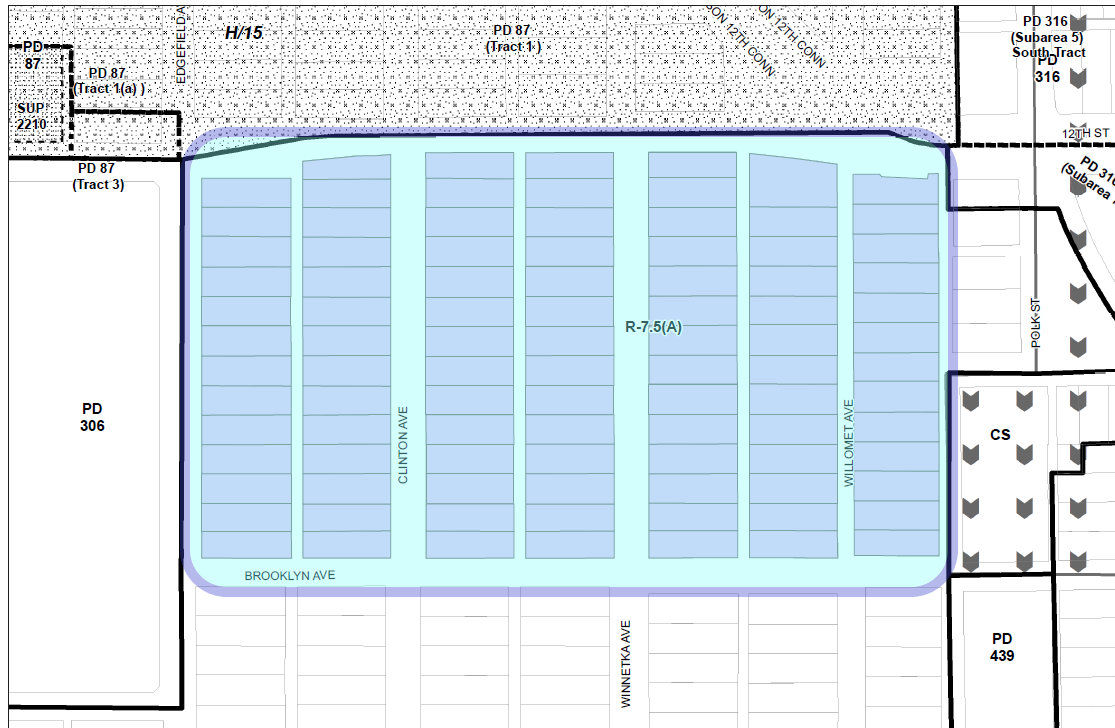 H/15
PD 87
(Tract 1 )
12TH CONN
12TH CONN
PD 316
(Subarea 5)
South Tract
PD
316
PD
87
PD 87
(Tract 1(a) )
SUP
2210
12TH ST
PD 87
(Tract 3)
R-7.5(A)
POLK ST
PD
306
CLINTON AVE
WILLOMET AVE
CS
BROOKLYN AVE
WINNETKA AVE
PD
439